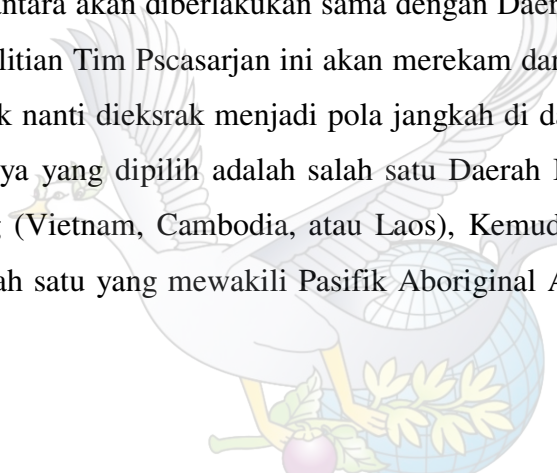 antara akan diberlakukan sama dengan Daer
litian Tim Pscasarjan ini akan merekam dar
k nanti dieksrak menjadi pola jangkah di da
ya yang dipilih adalah salah satu Daerah
(Vietnam, Cambodia, atau Laos), Kemud
ah satu yang mewakili Pasifik Aboriginal A